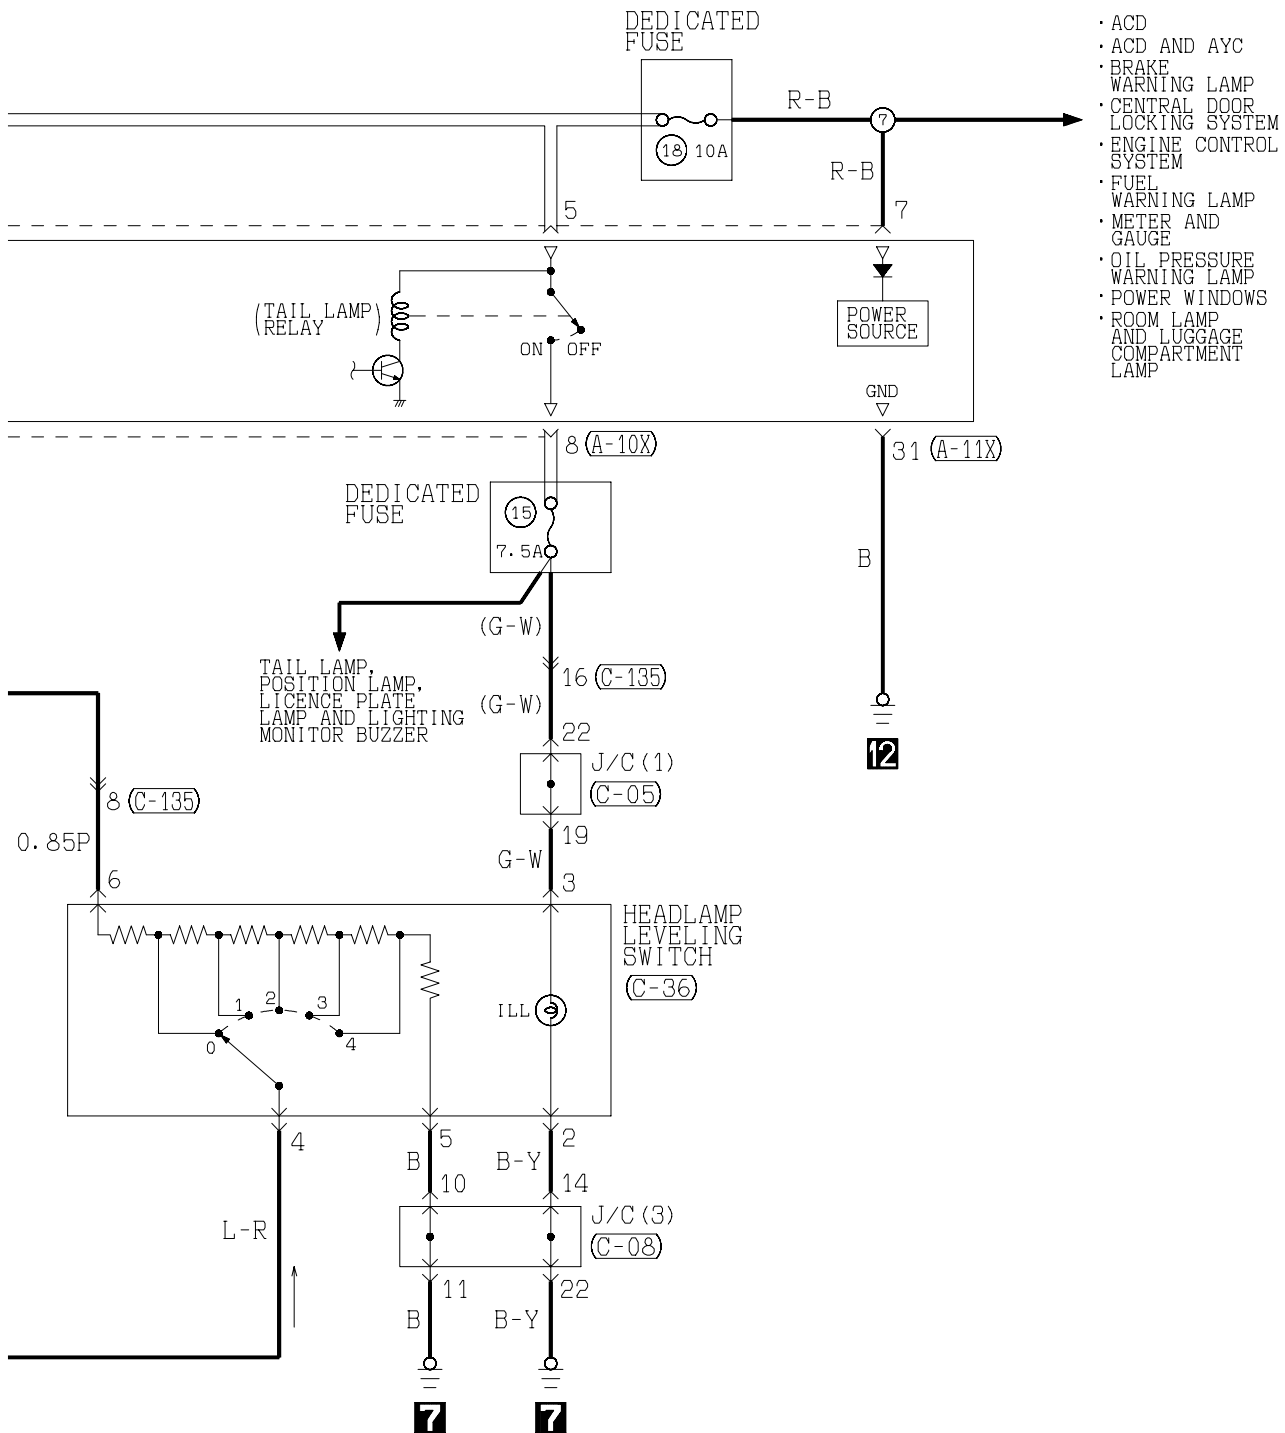 DEDICATED
FUSE
18 10A
R-B
7
R-B
· ACD
· ACD AND AYC
· BRAKE
WARNING LAMP
· CENTRAL DOOR
LOCKING SYSTEM
· ENGINE CONTROL
SYSTEM
· FUEL
WARNING LAMP
· METER AND
GAUGE
· OIL PRESSURE
WARNING LAMP
· POWER WINDOWS
· ROOM LAMP
AND LUGGAGE
COMPARTMENT
LAMP
5
7
(TAIL LAMP
RELAY)
ON OFF
POWER
SOURCE
GND
8 (A-10X)
31 (A-11X)
DEDICATED
FUSE
15
7.5A
B
(G-W)
TAIL LAMP,
POSITION LAMP,
LICENCE PLATE
LAMP AND LIGHTING
MONITOR BUZZER
16 (C-135)
(G-W)
22
12
J/C(1)
(C-05)
8 (C-135)
19
0.85P
G-W
6
3
HEADLAMP
LEVELING
SWITCH
(C-36)
0
1
2
3
4
ILL
4
5
2
B
B-Y
10
14
L-R
J/C(3)
(C-08)
11
22
B
B-Y
7
7